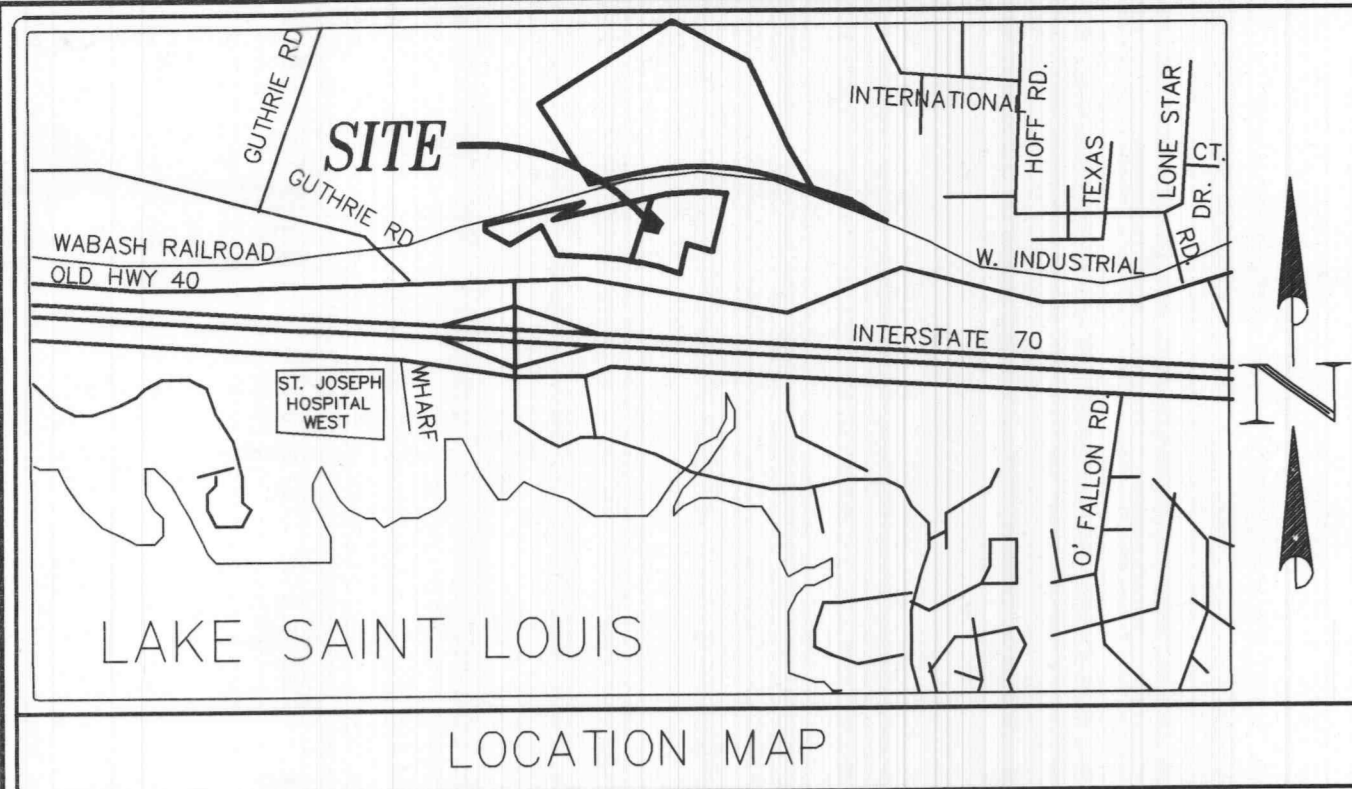 GUTHRIE RD
SITE
GUTHRIE RD
INTERNATIONAL
HOFF RD.
TEXAS
LONE STAR
CT.
DR.
RD.
WABASH RAILROAD
OLD HWY 40
W. INDUSTRIAL
INTERSTATE 70
ST. JOSEPH
HOSPITAL
WEST
WHARF
N
O' FALLON RD.
LAKE SAINT LOUIS
LOCATION MAP